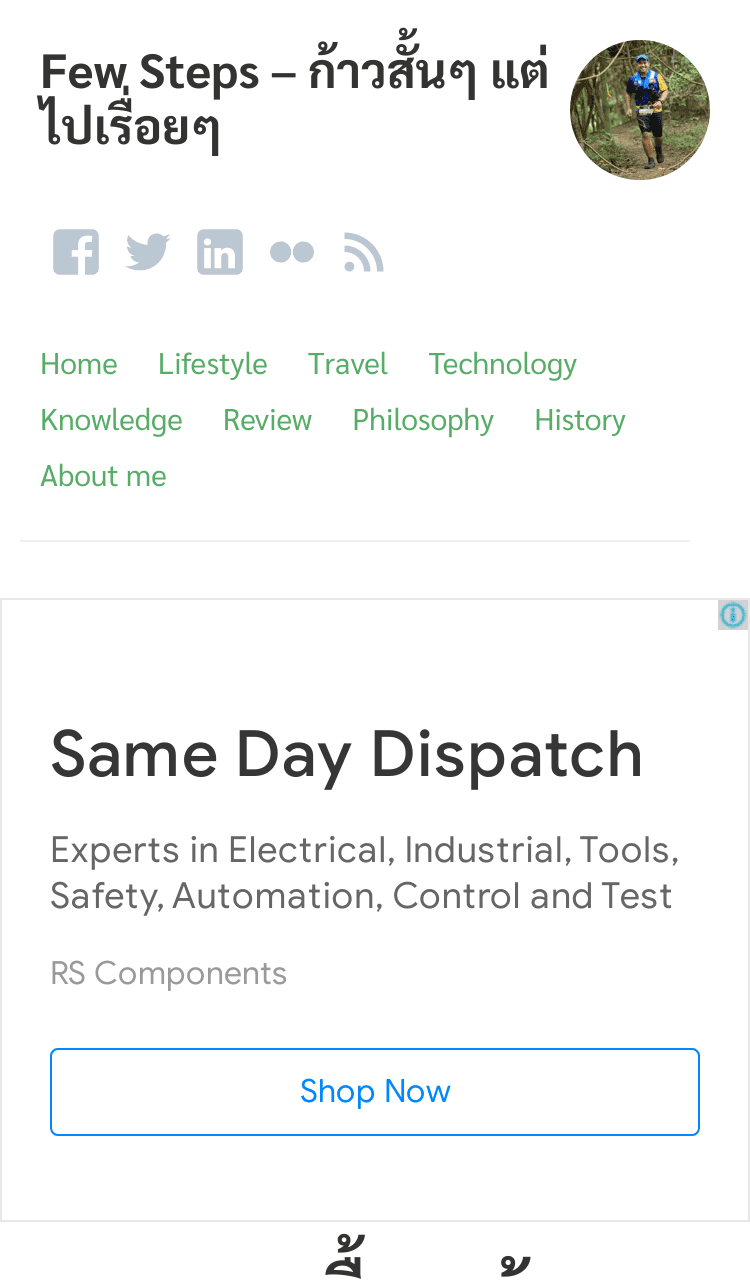 Few Steps – ก้าวสั้นๆ แต่
ไปเรื่อยๆ
Home Lifestyle Travel Technology
Knowledge Review Philosophy History
About me
Same Day Dispatch
Experts in Electrical, Industrial, Tools,
Safety, Automation, Control and Test
RS Components
Shop Now